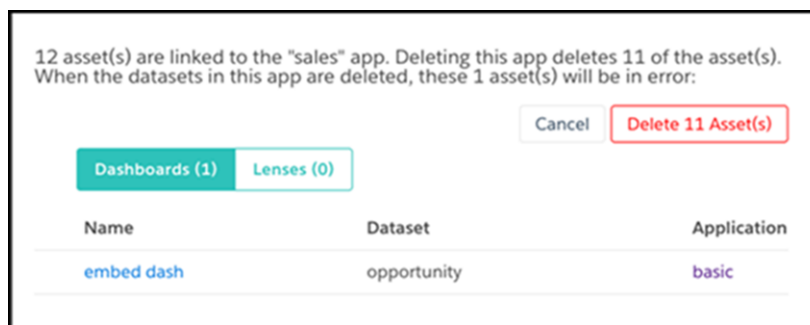 12 asset(s) are linked to the "sales" app. Deleting this app deletes 11 of the asset(s).
When the datasets in this app are deleted, these 1 asset(s) will be in error:
Cancel Delete 11 Asset(s)
Dashboards (1) Lenses (0)
Name Dataset Application
embed dash opportunity basic